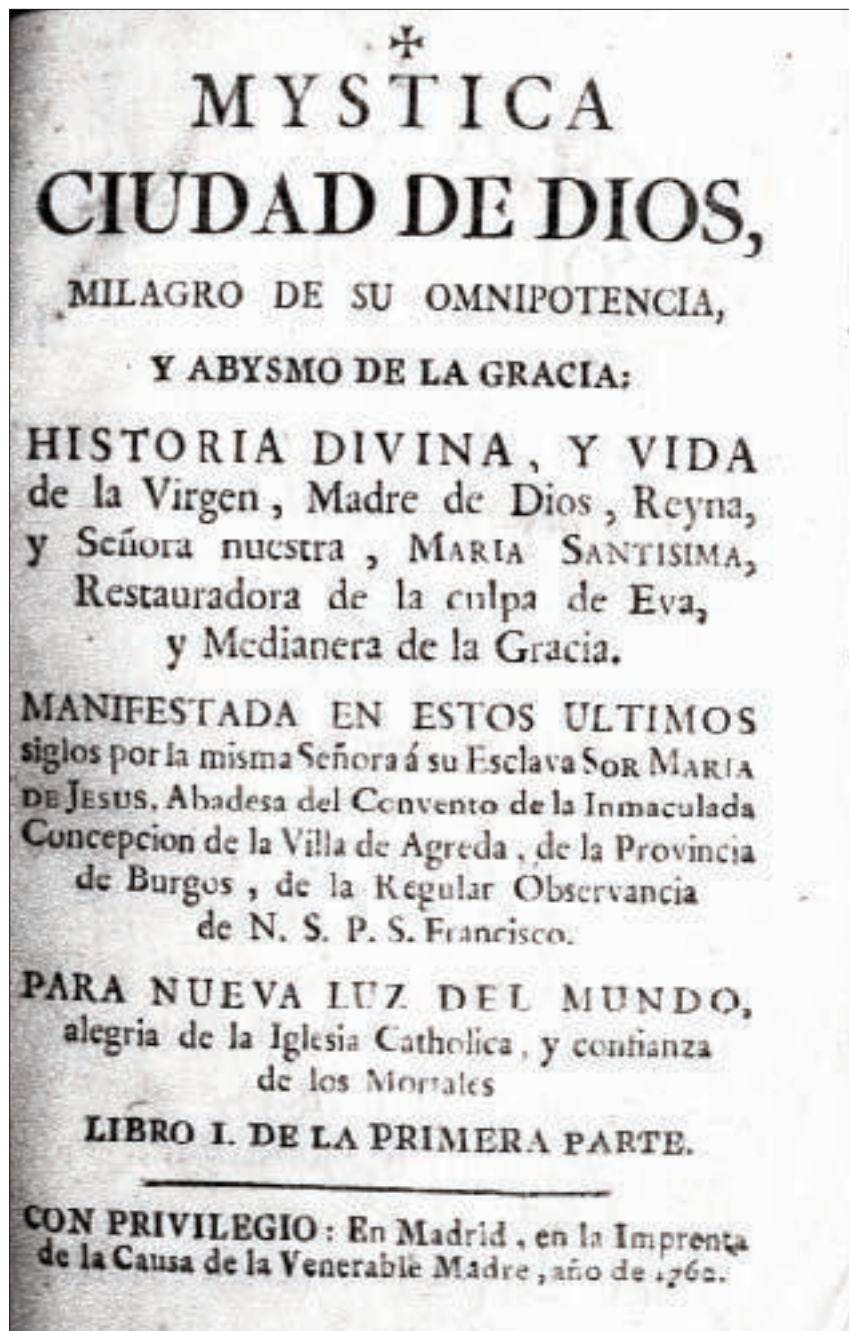 ✠
MYSTICA
CIUDAD DE DIOS,
MILAGRO DE SU OMNIPOTENCIA,
Y ABYSMO DE LA GRACIA:
HISTORIA DIVINA, Y VIDA
de la Virgen, Madre de Dios, Reyna,
y Señora nuestra, MARIA SANTISIMA,
Restauradora de la culpa de Eva,
y Medianera de la Gracia.
MANIFESTADA EN ESTOS ULTIMOS
siglos por la misma Señora á su Esclava SOR MARIA
DE JESUS, Abadesa del Convento de la Inmaculada
Concepcion de la Villa de Agreda, de la Provincia
de Burgos, de la Regular Observancia
de N. S. P. S. Francisco.
PARA NUEVA LUZ DEL MUNDO,
alegria de la Iglesia Catholica, y confianza
de los Mortales
LIBRO I. DE LA PRIMERA PARTE.
CON PRIVILEGIO: En Madrid, en la Imprenta
de la Causa de la Venerable Madre, año de